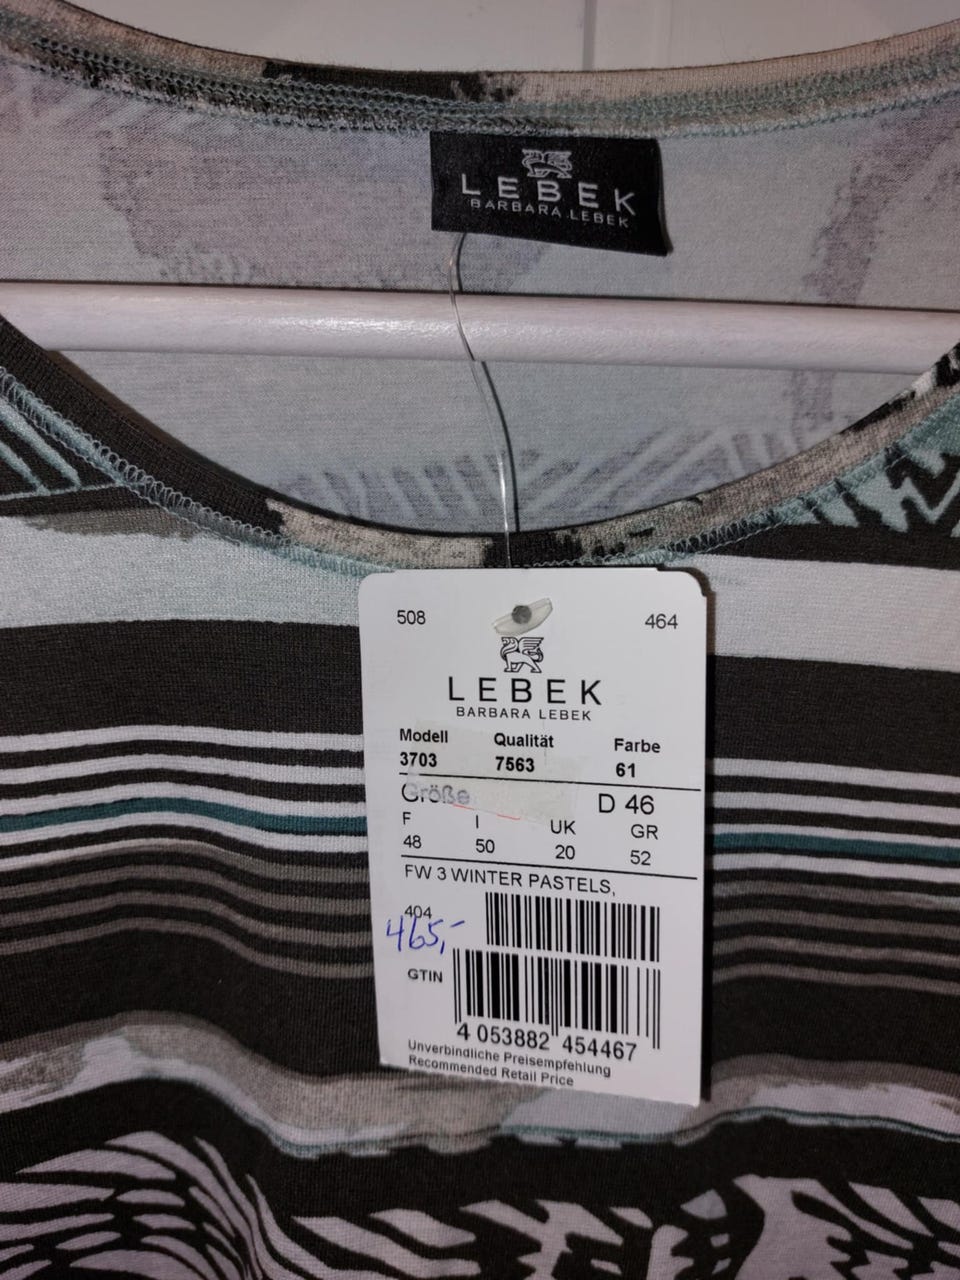 LEBEK
BARBARA LEBEK
508 464
LEBEK
BARBARA LEBEK
Modell Qualität Farbe
3703 7563 61
Größe D 46
F I UK GR
48 50 20 52
FW 3 WINTER PASTELS,
404
465,-
GTIN
4 053882 454467
Unverbindliche Preisempfehlung
Recommended Retail Price